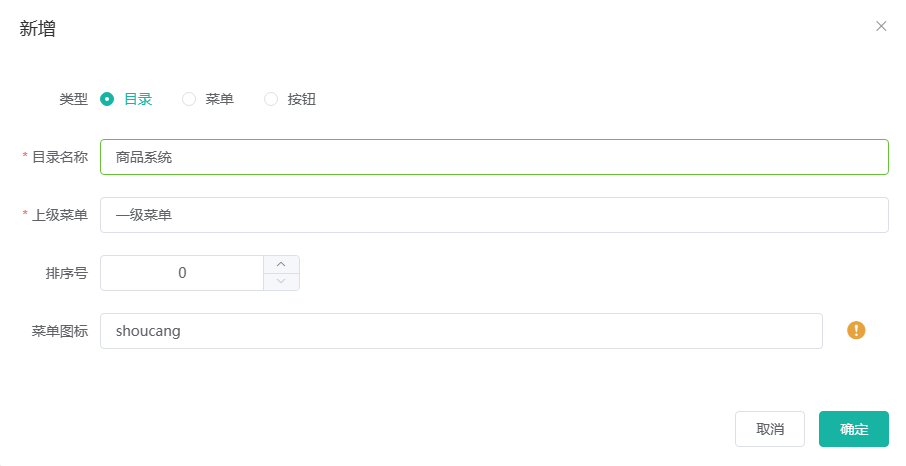 新增
类型 目录 菜单 按钮
* 目录名称 商品系统
* 上级菜单 一级菜单
排序号 0
菜单图标 shoucang
取消 确定